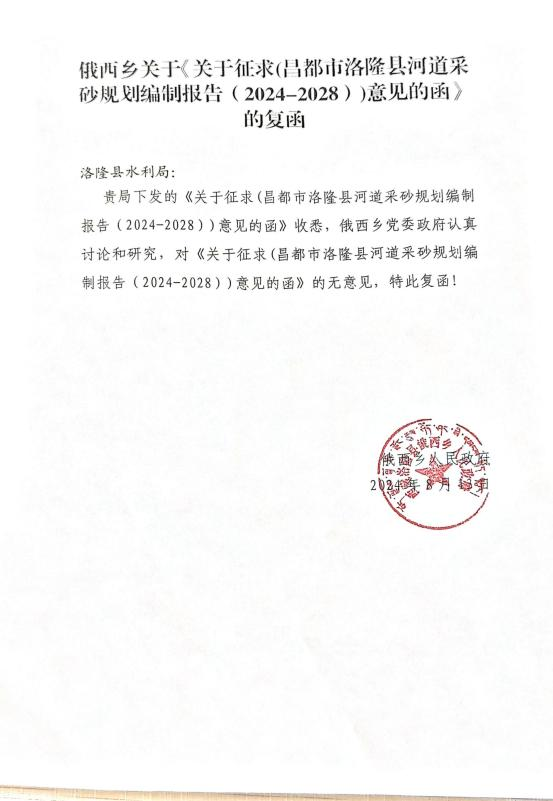 俄西乡关于《关于征求(昌都市洛隆县河道采
砂规划编制报告（2024-2028）)意见的函》
的复函
洛隆县水利局：
贵局下发的《关于征求(昌都市洛隆县河道采砂规划编制
报告（2024-2028）)意见的函》收悉，俄西乡党委政府认真
讨论和研究，对《关于征求(昌都市洛隆县河道采砂规划编
制报告（2024-2028）)意见的函》的无意见，特此复函！
俄西乡人民政府
2024年8月 日